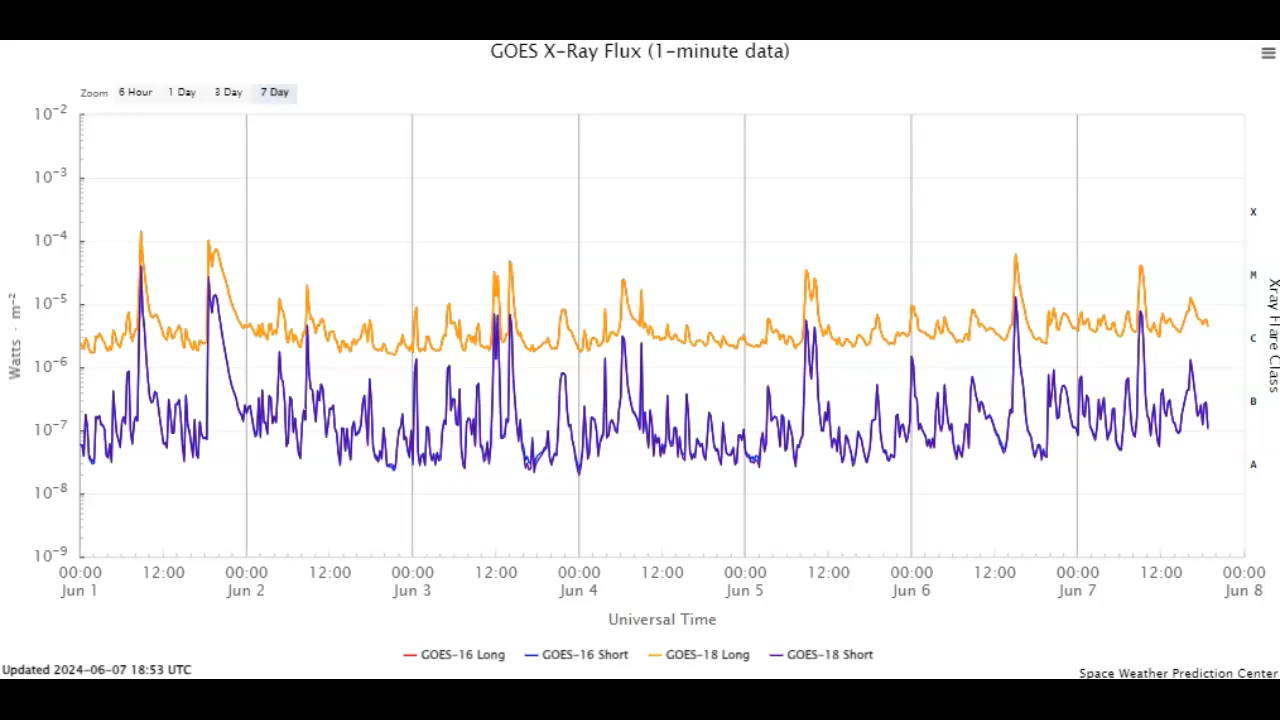 GOES X-Ray Flux (1-minute data)
Zoom 6 Hour 1 Day 3 Day 7 Day
10-2
10-3
10-4
10-5
10-6
10-7
10-8
10-9
Watts · m-2
X
M
C
B
A
Xray Flare Class
00:00 12:00 00:00 12:00 00:00 12:00 00:00 12:00 00:00 12:00 00:00 12:00 00:00 12:00 00:00
Jun 1 Jun 2 Jun 3 Jun 4 Jun 5 Jun 6 Jun 7 Jun 8
Universal Time
GOES-16 Long GOES-16 Short GOES-18 Long GOES-18 Short
Updated 2024-06-07 18:53 UTC
Space Weather Prediction Center